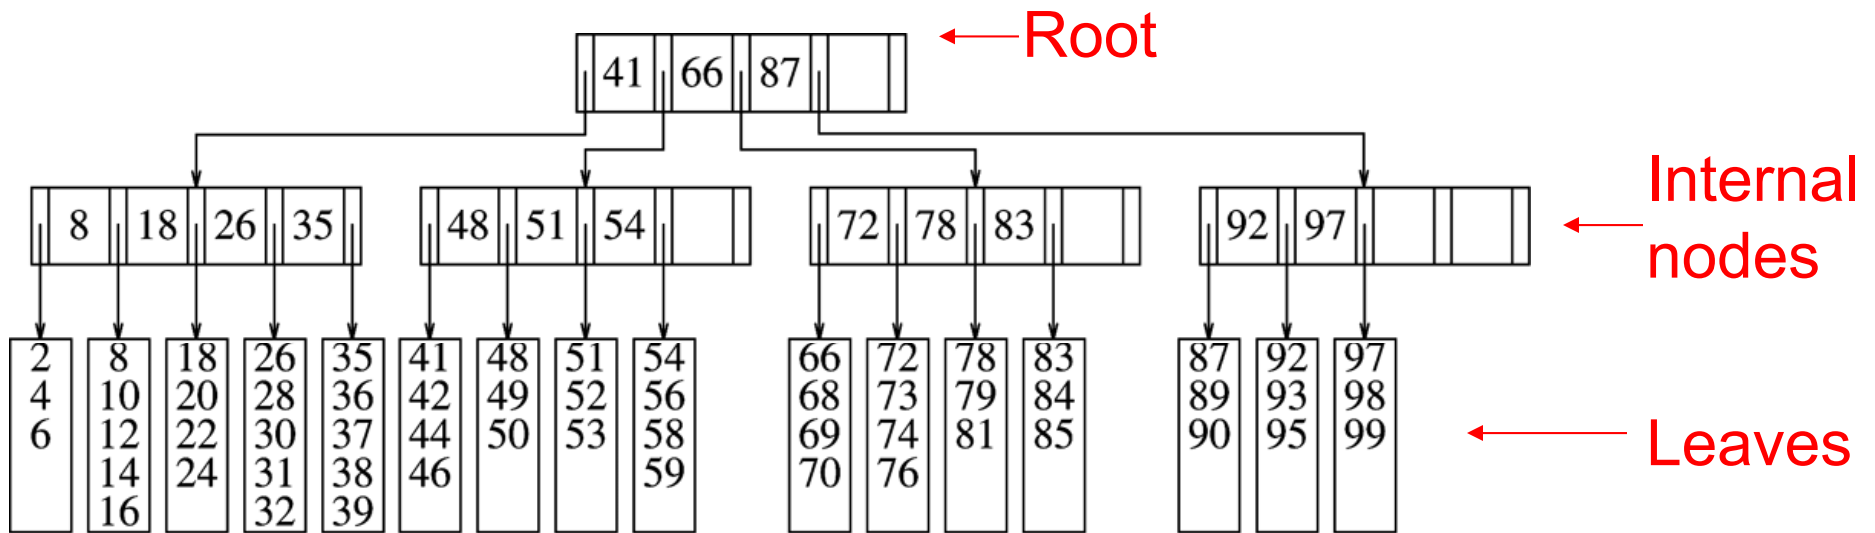 Root
41 66 87
Internal
nodes
8 18 26 35
48 51 54
72 78 83
92 97
2 8 18 26 35 41 48 51 54 66 72 78 83 87 92 97
4 10 20 28 36 42 49 52 56 68 73 79 84 89 93 98
6 12 22 30 37 44 50 53 58 69 74 81 85 90 95 99
14 24 31 38 46 59 70 76
16 32 39
Leaves